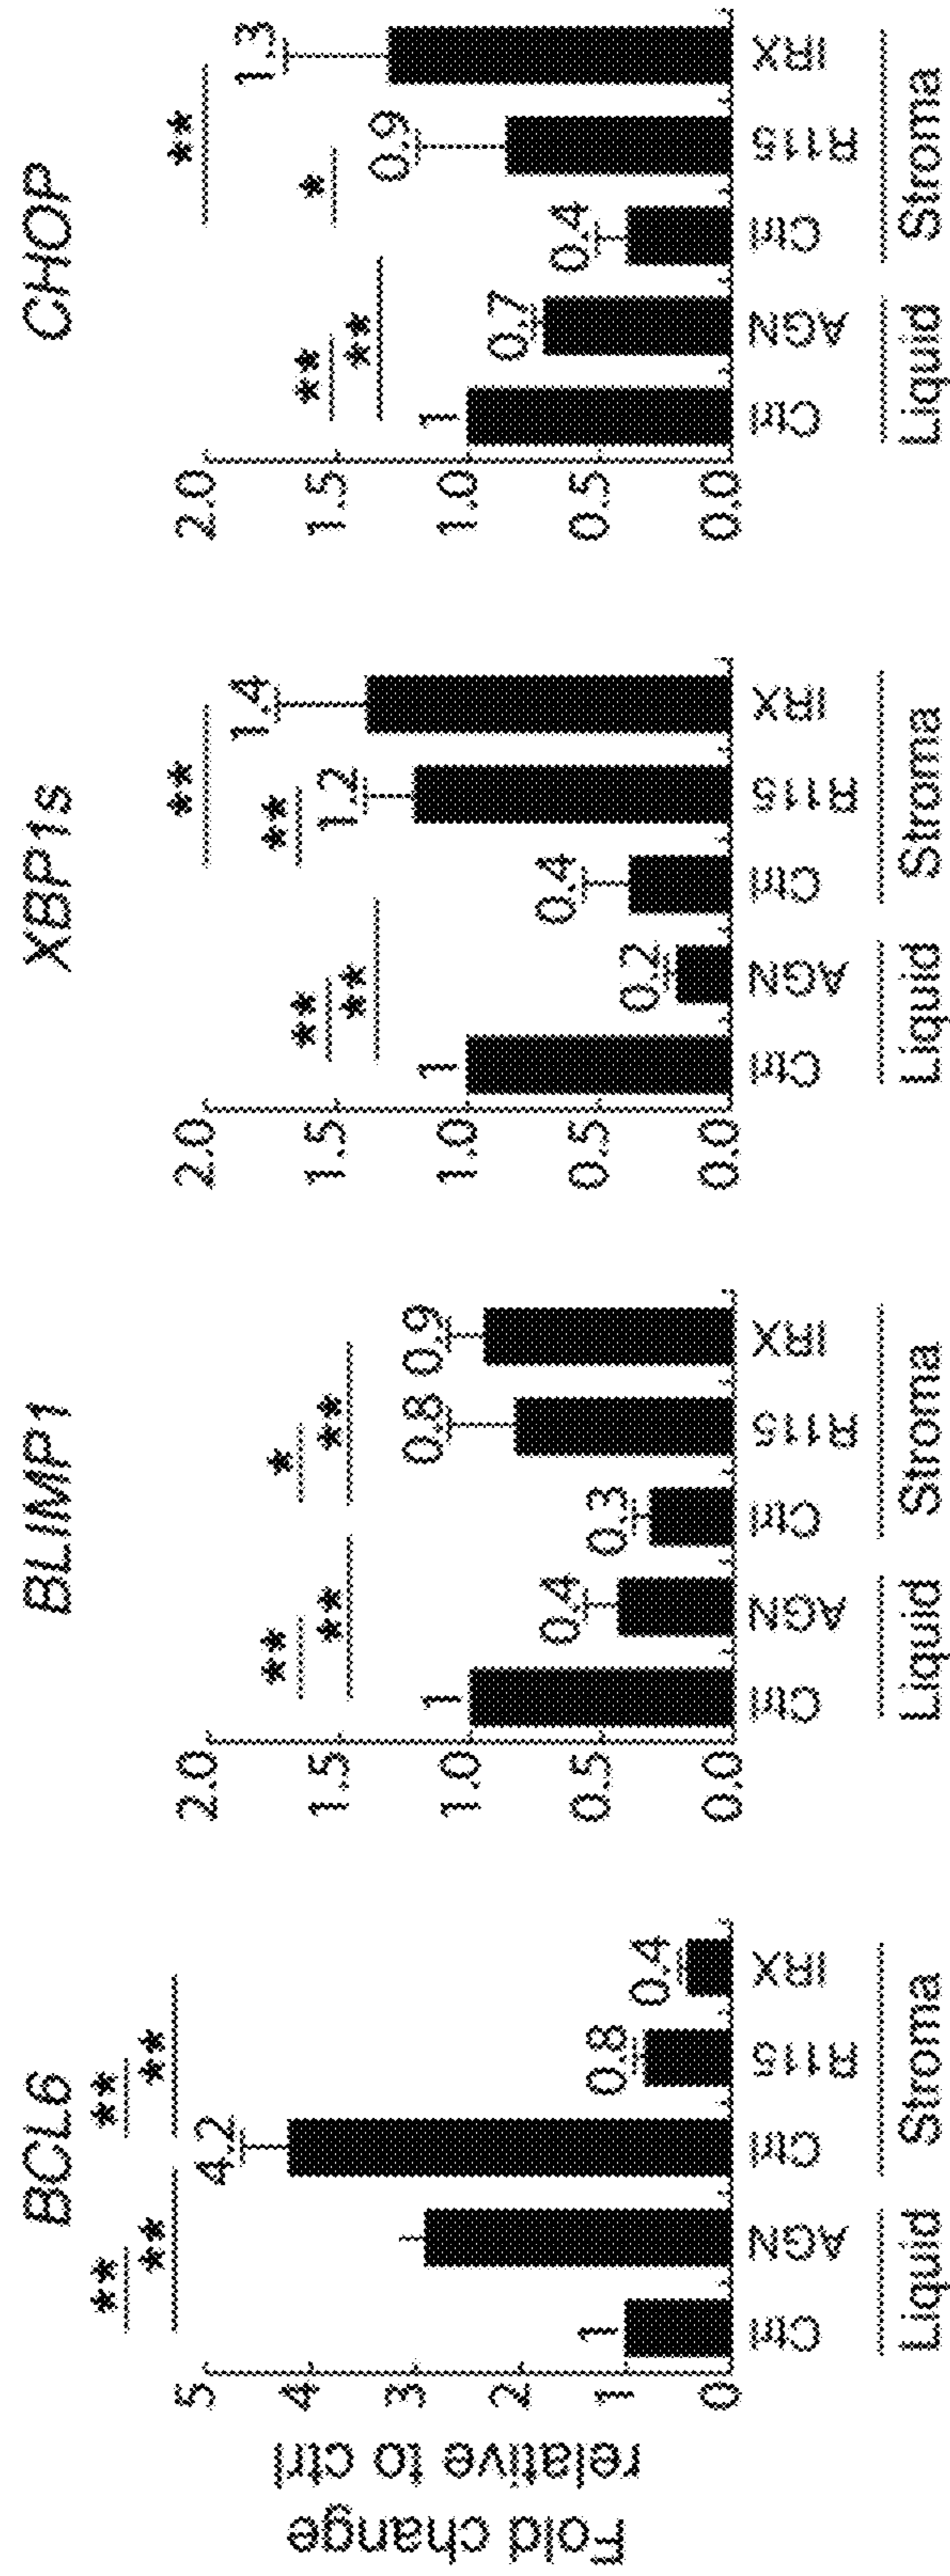 Fold change
relative to ctrl
BCL6
5
4
3
2
1
0
**
**
**
**
1
4.2
0.8
0.4
Ctrl
AGN
Ctrl
R115
IRX
Liquid
Stroma
BLIMP1
2.0
1.5
1.0
0.5
0.0
**
**
*
**
1
0.4
0.3
0.8
0.9
Ctrl
AGN
Ctrl
R115
IRX
Liquid
Stroma
XBP1s
2.0
1.5
1.0
0.5
0.0
**
**
**
**
1
0.2
0.4
1.2
1.4
Ctrl
AGN
Ctrl
R115
IRX
Liquid
Stroma
CHOP
2.0
1.5
1.0
0.5
0.0
**
**
*
**
1
0.7
0.4
0.9
1.3
Ctrl
AGN
Ctrl
R115
IRX
Liquid
Stroma